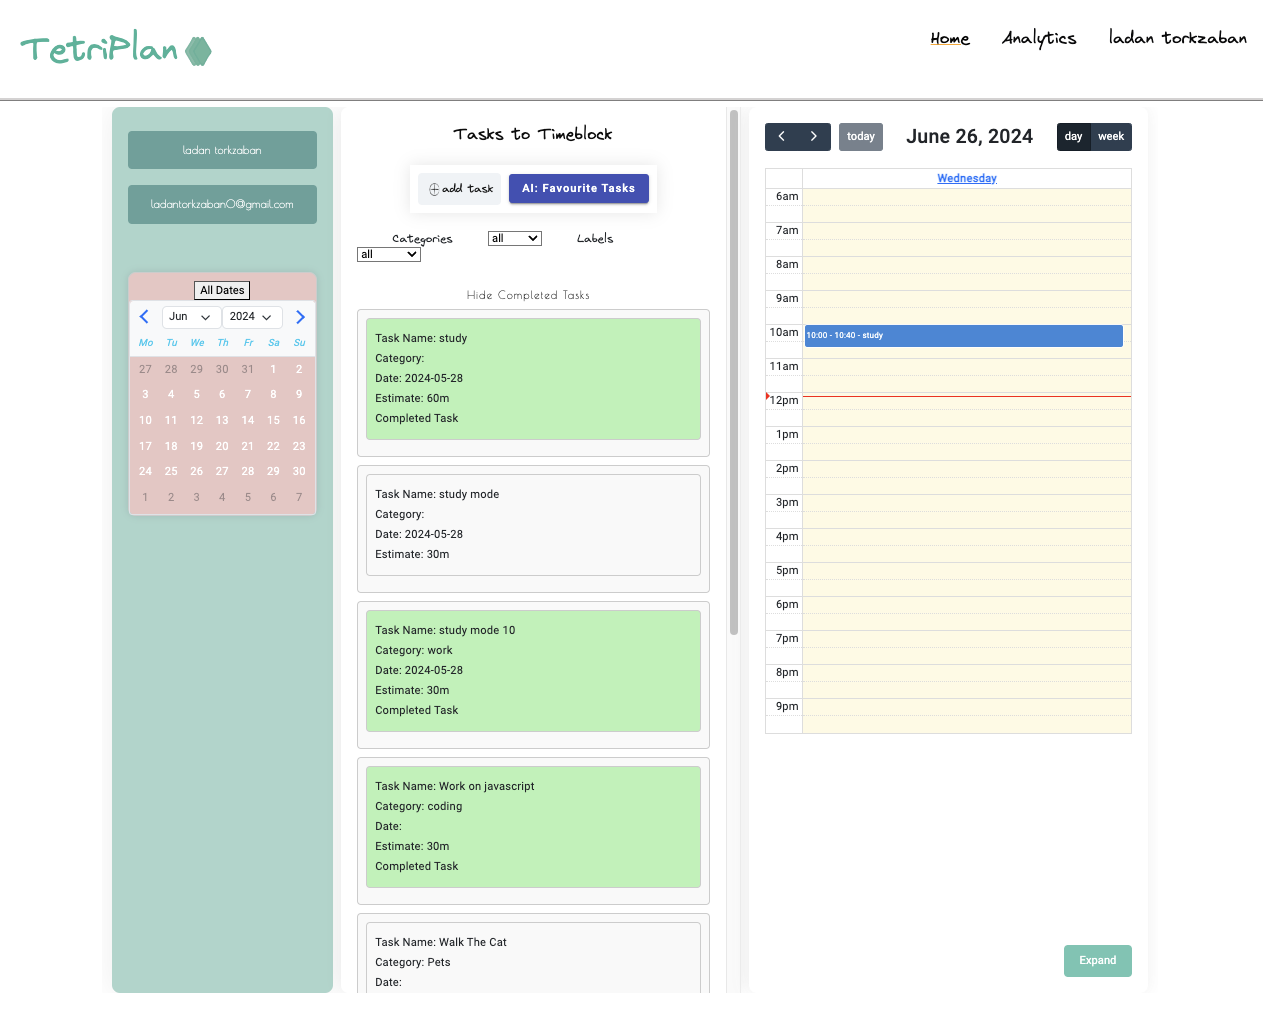 TetriPlan
Home Analytics ladan torkzaban
ladan torkzaban
ladantorkzaban0@gmail.com
All Dates
Jun 2024
Mo Tu We Th Fr Sa Su
27 28 29 30 31 1 2
3 4 5 6 7 8 9
10 11 12 13 14 15 16
17 18 19 20 21 22 23
24 25 26 27 28 29 30
1 2 3 4 5 6 7
Tasks to Timeblock
add task AI: Favourite Tasks
Categories all Labels
all
Hide Completed Tasks
Task Name: study
Category:
Date: 2024-05-28
Estimate: 60m
Completed Task
Task Name: study mode
Category:
Date: 2024-05-28
Estimate: 30m
Task Name: study mode 10
Category: work
Date: 2024-05-28
Estimate: 30m
Completed Task
Task Name: Work on javascript
Category: coding
Date:
Estimate: 30m
Completed Task
Task Name: Walk The Cat
Category: Pets
Date:
today June 26, 2024 day week
Wednesday
6am
7am
8am
9am
10am 10:00 - 10:40 - study
11am
12pm
1pm
2pm
3pm
4pm
5pm
6pm
7pm
8pm
9pm
Expand